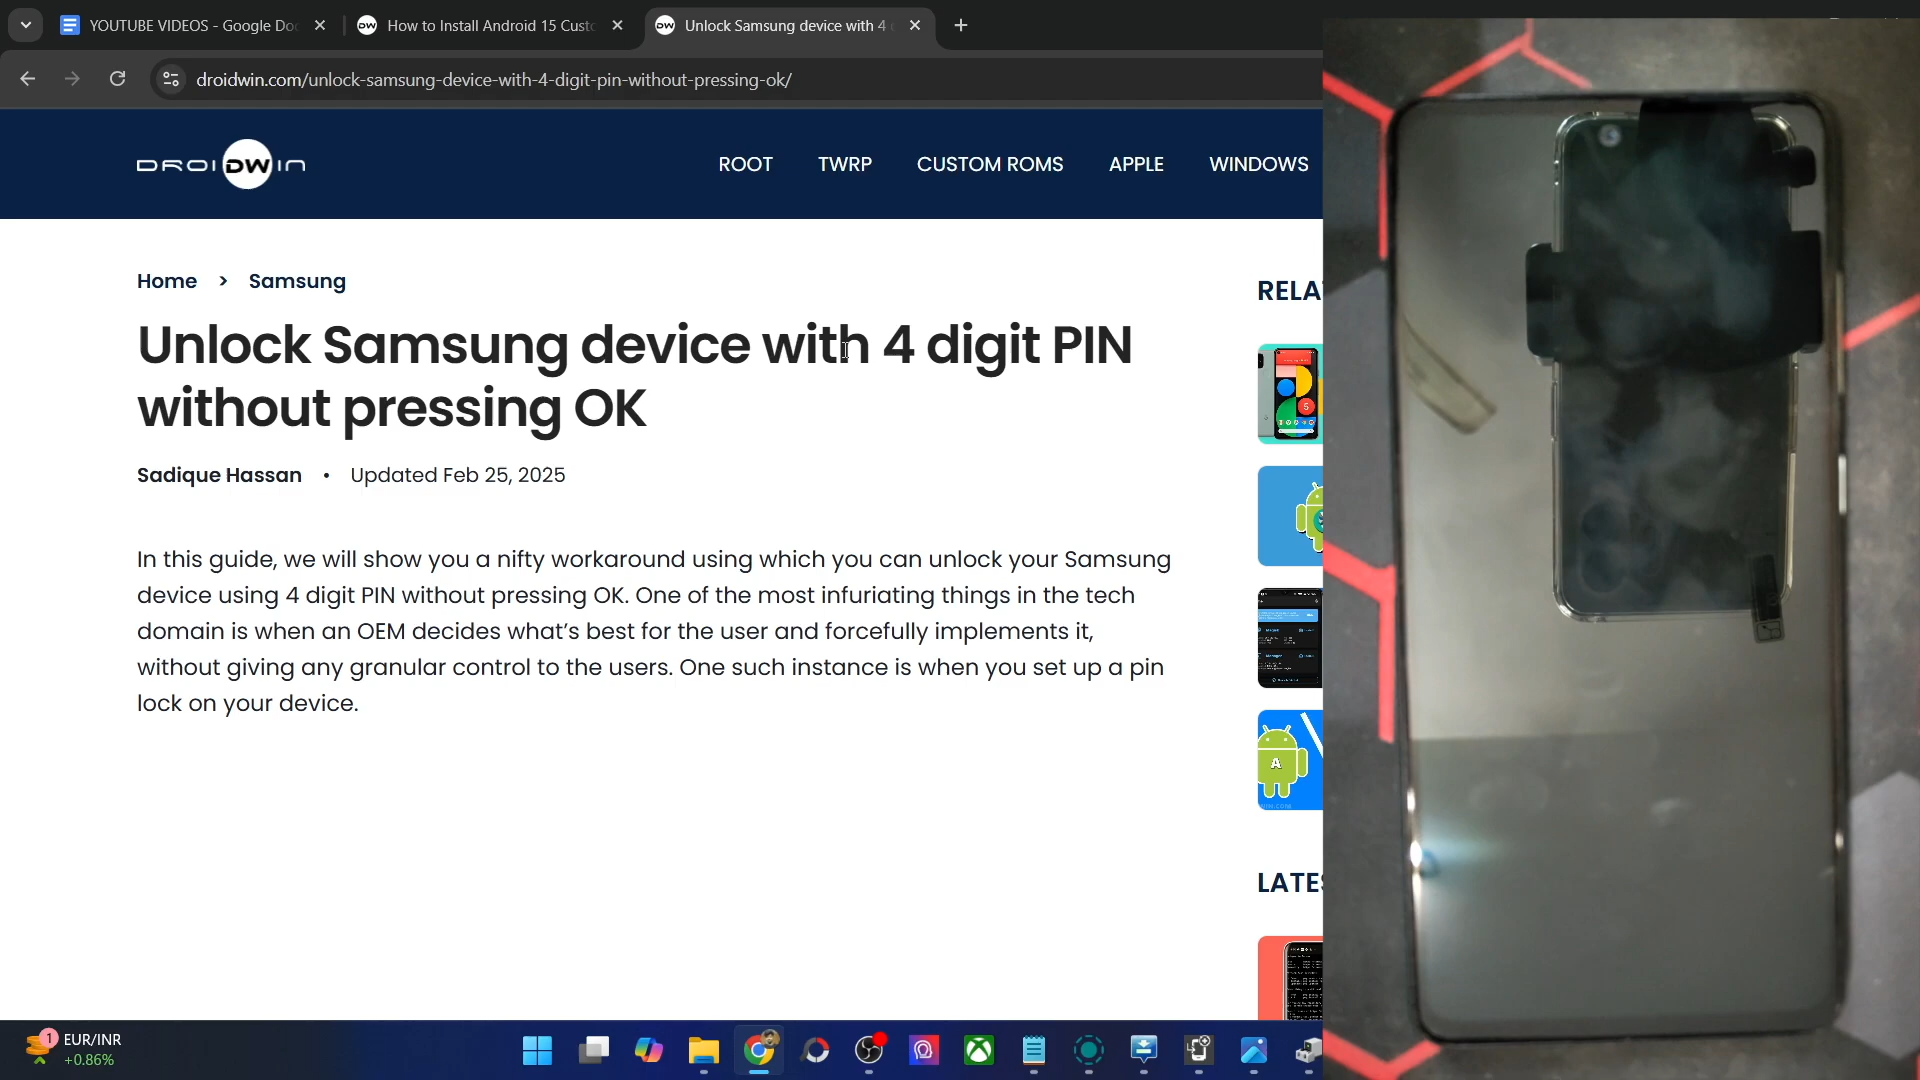 YOUTUBE VIDEOS - Google Do
How to Install Android 15 Custo
Unlock Samsung device with 4
droidwin.com/unlock-samsung-device-with-4-digit-pin-without-pressing-ok/
DROIDWIN
ROOT
TWRP
CUSTOM ROMS
APPLE
WINDOWS
Home > Samsung
Unlock Samsung device with 4 digit PIN
without pressing OK
Sadique Hassan • Updated Feb 25, 2025
In this guide, we will show you a nifty workaround using which you can unlock your Samsung
device using 4 digit PIN without pressing OK. One of the most infuriating things in the tech
domain is when an OEM decides what’s best for the user and forcefully implements it,
without giving any granular control to the users. One such instance is when you set up a pin
lock on your device.
RELA
LATES
1
EUR/INR
+0.86%